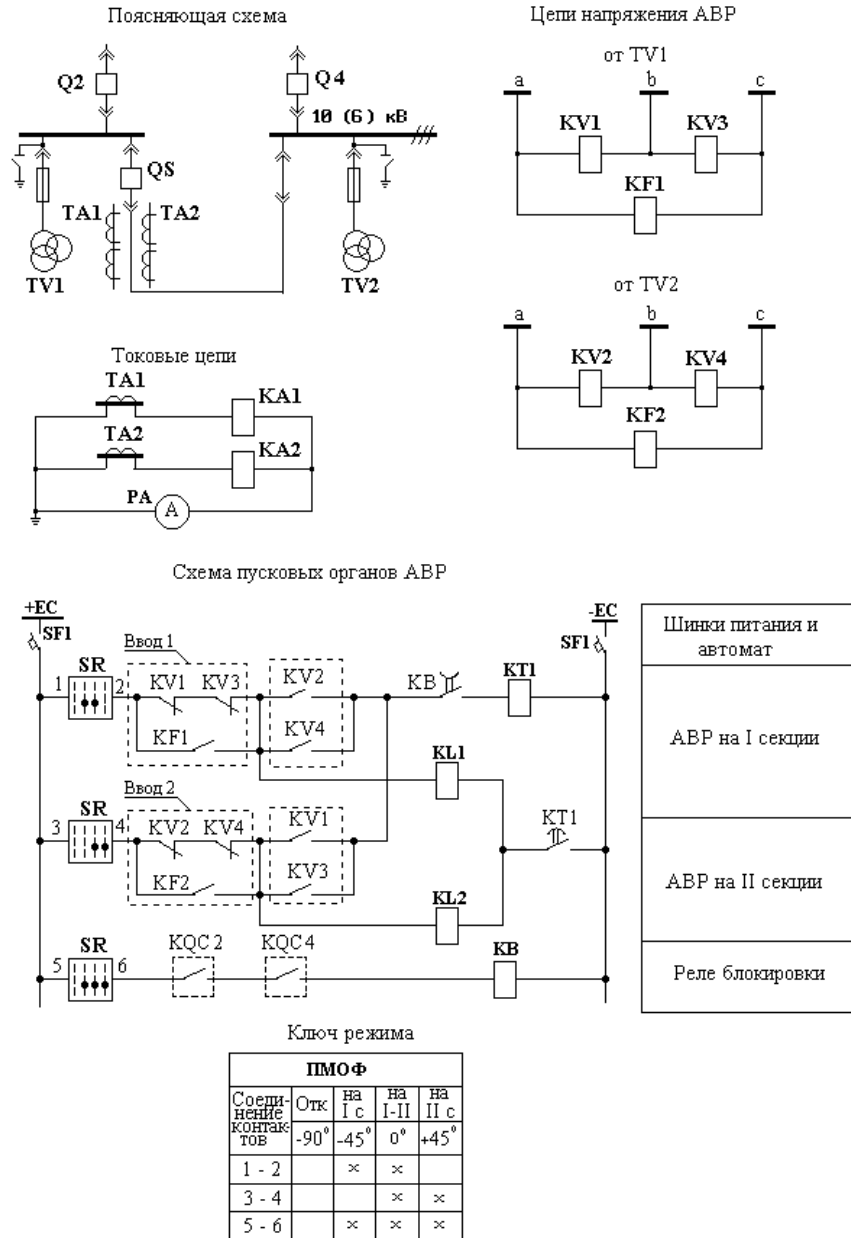 Поясняющая схема
Цепи напряжения АВР
Q2
Q4
10 (6) кВ
QS
TA1
TA2
TV1
TV2
от TV1
a
b
c
KV1
KV3
KF1
от TV2
a
b
c
KV2
KV4
KF2
Токовые цепи
TA1
KA1
TA2
KA2
PA
A
Схема пусковых органов АВР
+EC
SF1
-EC
SF1
Шинки питания и
автомат
Ввод 1
SR
1
2
KV1
KV3
KV2
KB
KT1
KF1
KV4
АВР на I секции
KL1
Ввод 2
SR
3
4
KV2
KV4
KV1
KT1
KF2
KV3
АВР на II секции
KL2
SR
5
6
KQC2
KQC4
KB
Реле блокировки
Ключ режима
ПМОФ
Соеди-
нение
контак-
тов
Отк
на
I с
на
I-II
на
II с
-90°
-45°
0°
+45°
1 - 2
×
×
3 - 4
×
×
5 - 6
×
×
×